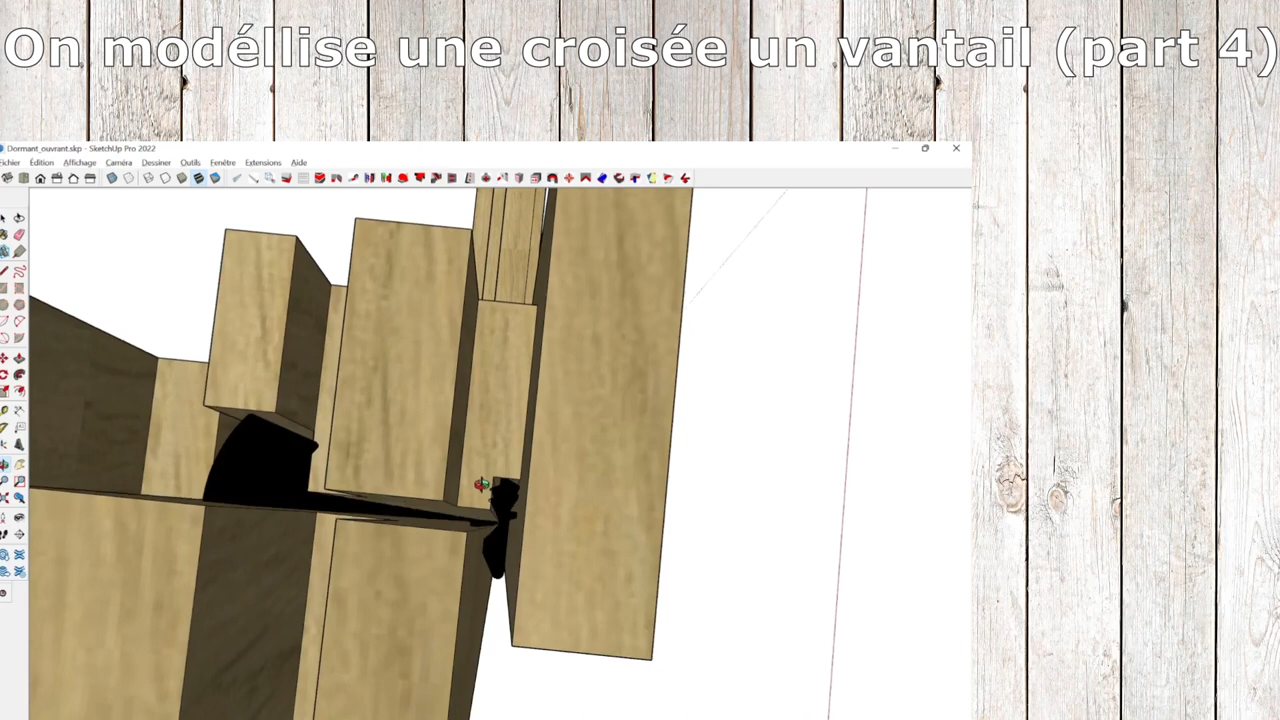 On modéllise une croisée un vantail (part 4)
Dormant_ouvrant.skp - SketchUp Pro 2022
Fichier Édition Affichage Caméra Dessiner Outils Fenêtre Extensions Aide